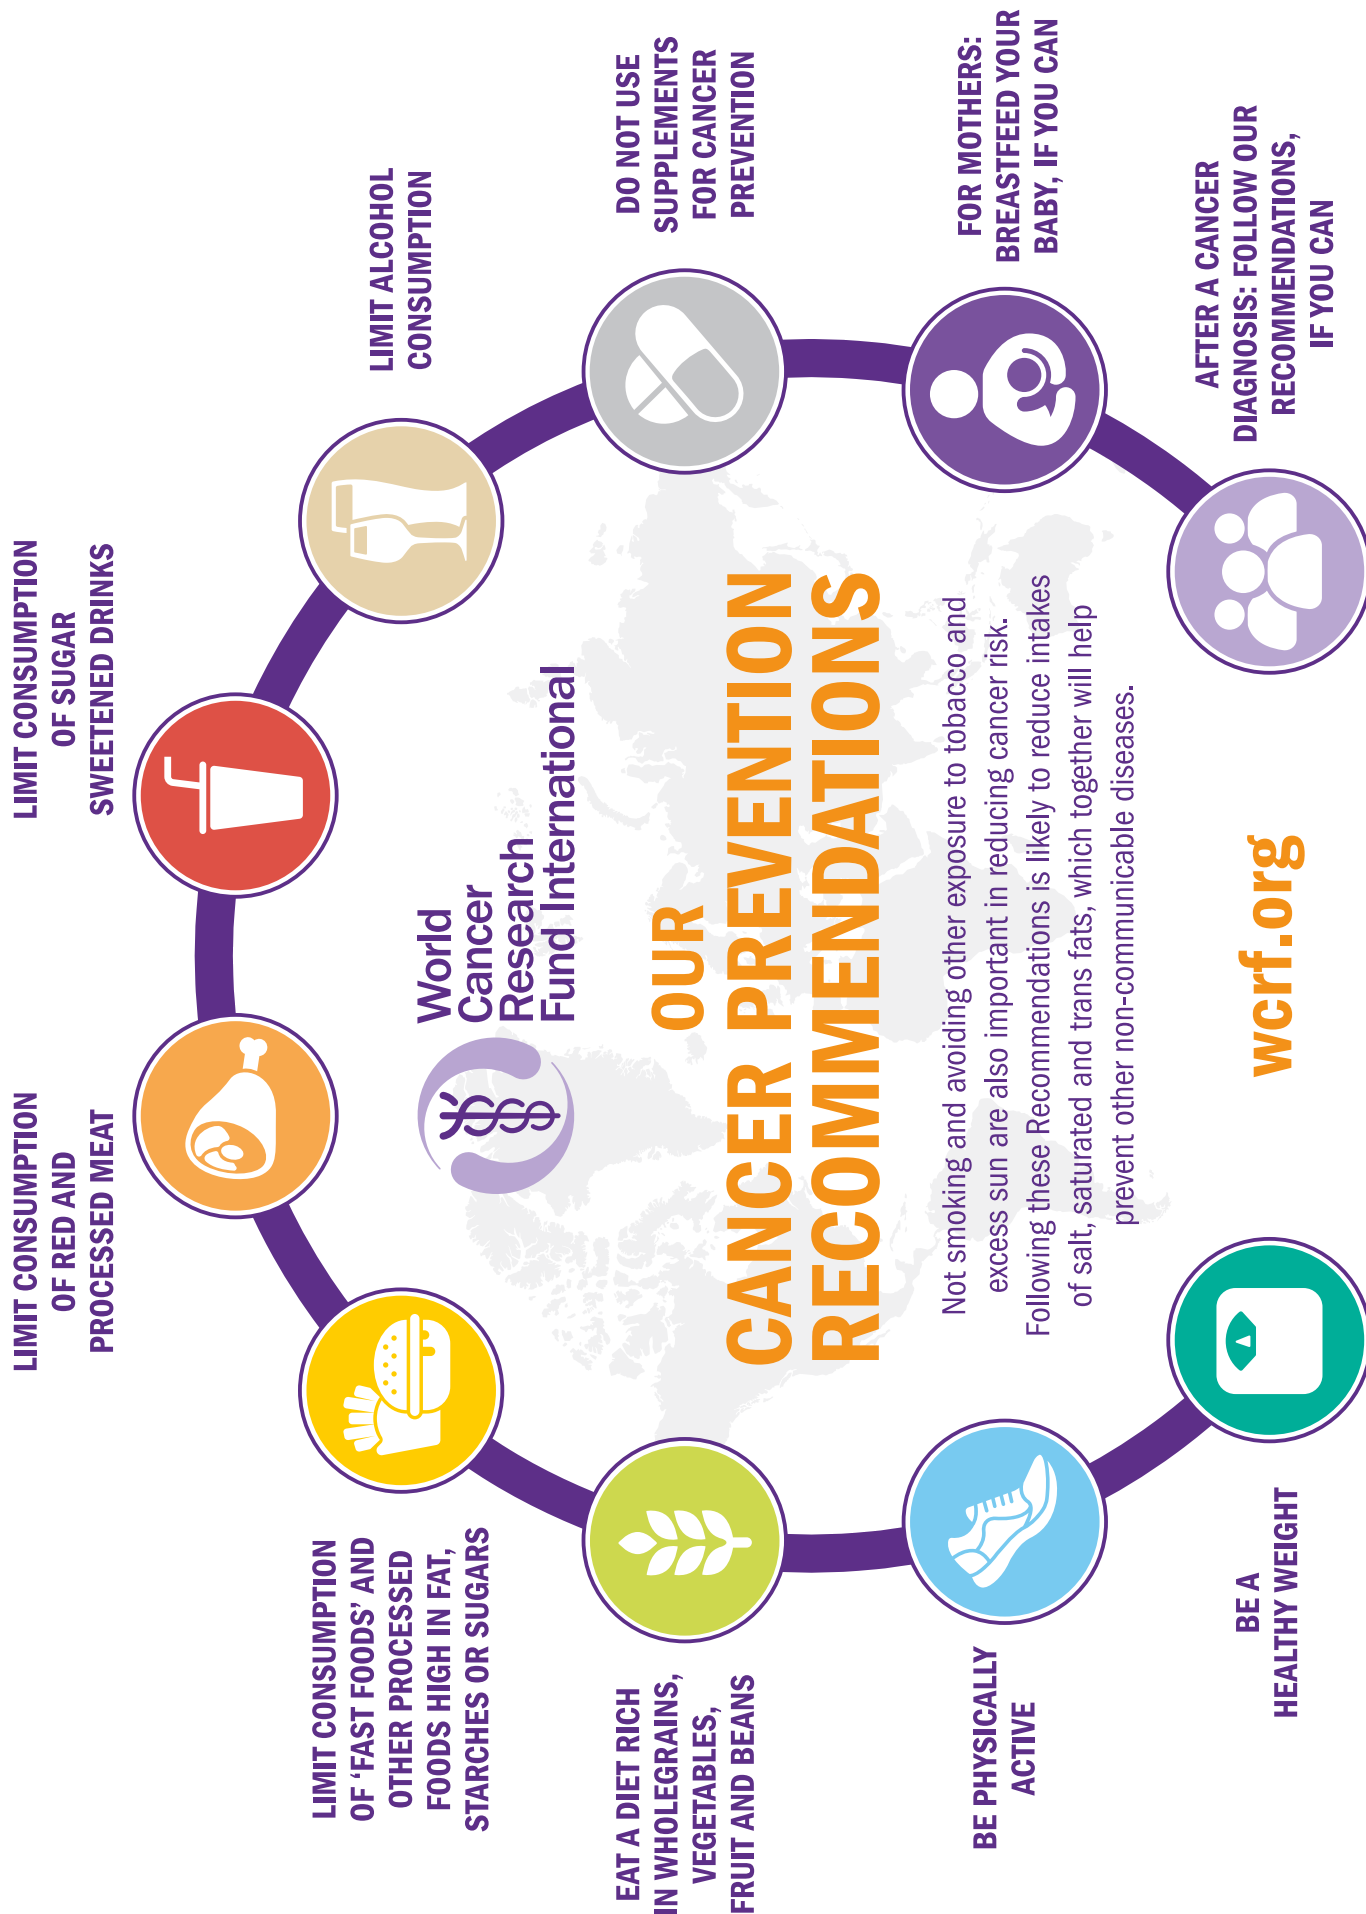 World
Cancer
Research
Fund International
OUR
CANCER PREVENTION
RECOMMENDATIONS
Not smoking and avoiding other exposure to tobacco and
excess sun are also important in reducing cancer risk.
Following these Recommendations is likely to reduce intakes
of salt, saturated and trans fats, which together will help
prevent other non-communicable diseases.
wcrf.org
BE A
HEALTHY WEIGHT
BE PHYSICALLY
ACTIVE
EAT A DIET RICH
IN WHOLEGRAINS,
VEGETABLES,
FRUIT AND BEANS
LIMIT CONSUMPTION
OF ‘FAST FOODS’ AND
OTHER PROCESSED
FOODS HIGH IN FAT,
STARCHES OR SUGARS
LIMIT CONSUMPTION
OF RED AND
PROCESSED MEAT
LIMIT CONSUMPTION
OF SUGAR
SWEETENED DRINKS
LIMIT ALCOHOL
CONSUMPTION
DO NOT USE
SUPPLEMENTS
FOR CANCER
PREVENTION
FOR MOTHERS:
BREASTFEED YOUR
BABY, IF YOU CAN
AFTER A CANCER
DIAGNOSIS: FOLLOW OUR
RECOMMENDATIONS,
IF YOU CAN